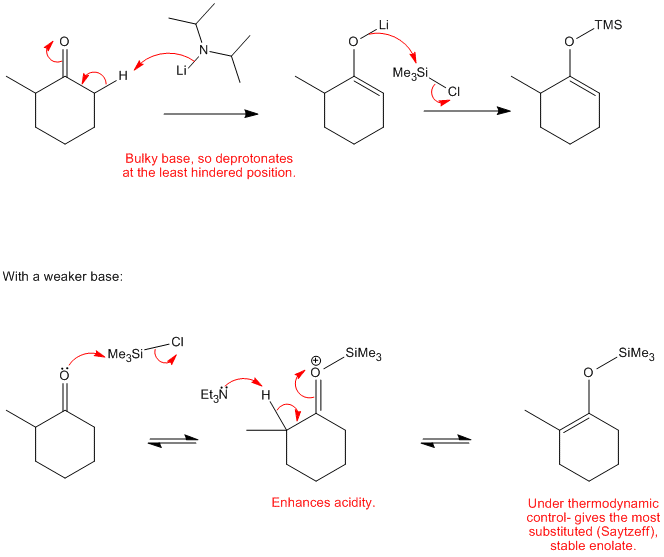 O
H
N
Li
Li
O
Me3Si
Cl
TMS
O
Bulky base, so deprotonates
at the least hindered position.
With a weaker base:
Me3Si
Cl
O
Et3N
H
O
SiMe3
Enhances acidity.
SiMe3
O
Under thermodynamic
control- gives the most
substituted (Saytzeff),
stable enolate.